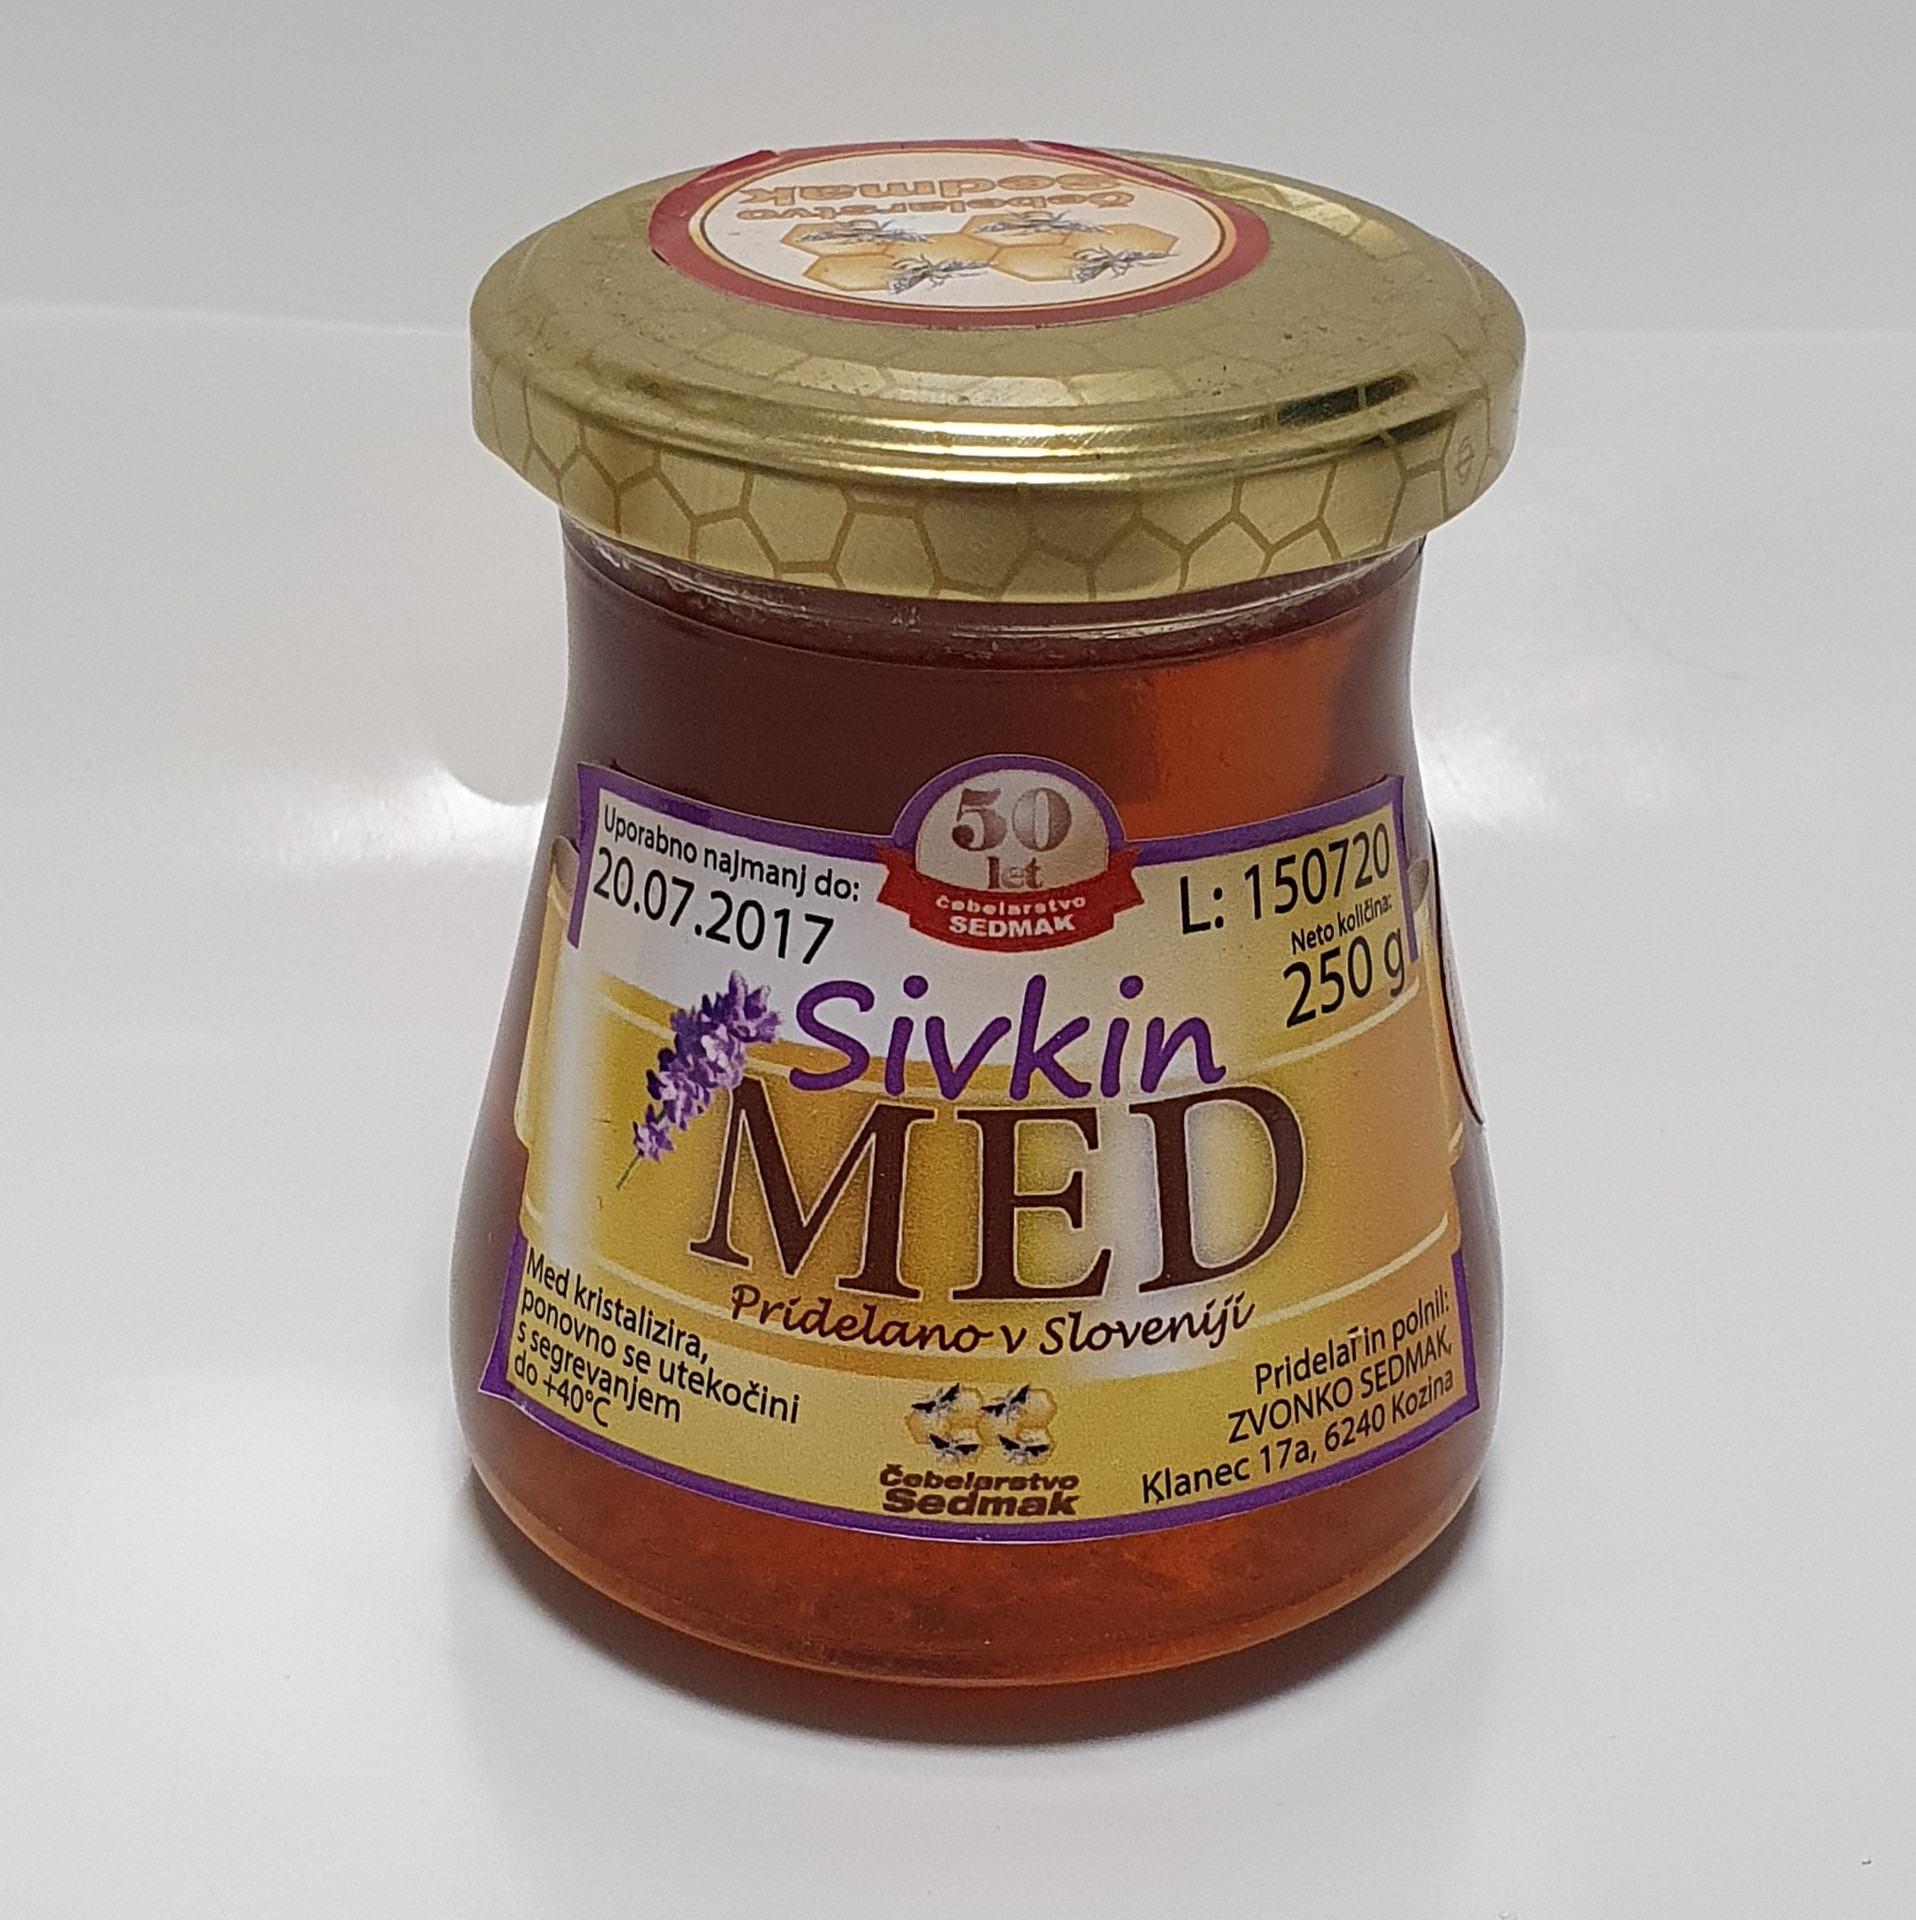 Čebelarstvo
Sedmak
50
let
čebelarstvo
SEDMAK
Uporabno najmanj do:
20.07.2017
L: 150720
Neto količina:
250 g
Sivkin
MED
Pridelano v Sloveniji
Med kristalizira,
ponovno se utekočini
s segrevanjem
do +40°C
Čebelarstvo
Sedmak
Pridelal in polnil:
ZVONKO SEDMAK,
Klanec 17a, 6240 Kozina